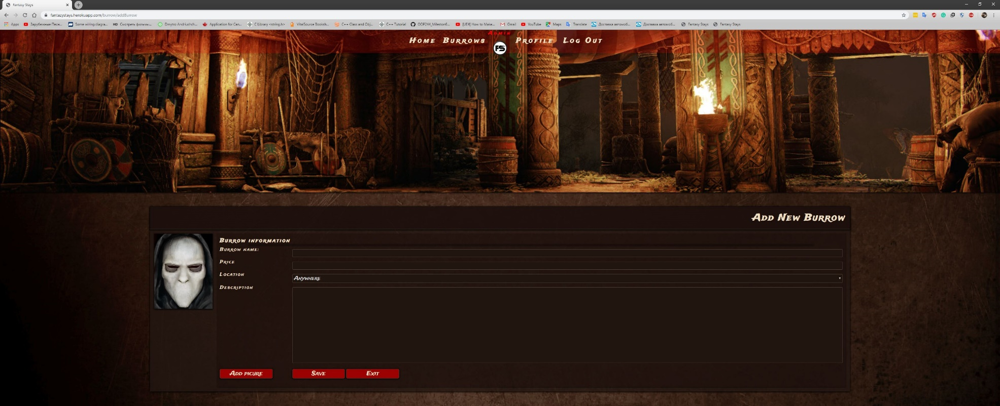 Fantasy Stays
fantazystays.herokuapp.com/burrow/addBurrow
Apps Зарубежные Песн... Some wiring diagra... HD Смотреть фильмы... Dmytro Andriushch... Application for Can... C Library <string.h> VitalSource Booksh... C++ Class and Obj... C++ Tutorial OOP244_Mileston6... [UE4] How to Make... Gmail YouTube Maps Translate Доставка автомоб... Доставка автомоб... Fantasy Stays Fantasy Stays
Admin
Home Burrows FS Profile Log Out
Add New Burrow
Burrow information
Burrow name:
Price
Location Anywhere
Description
Add picure Save Exit